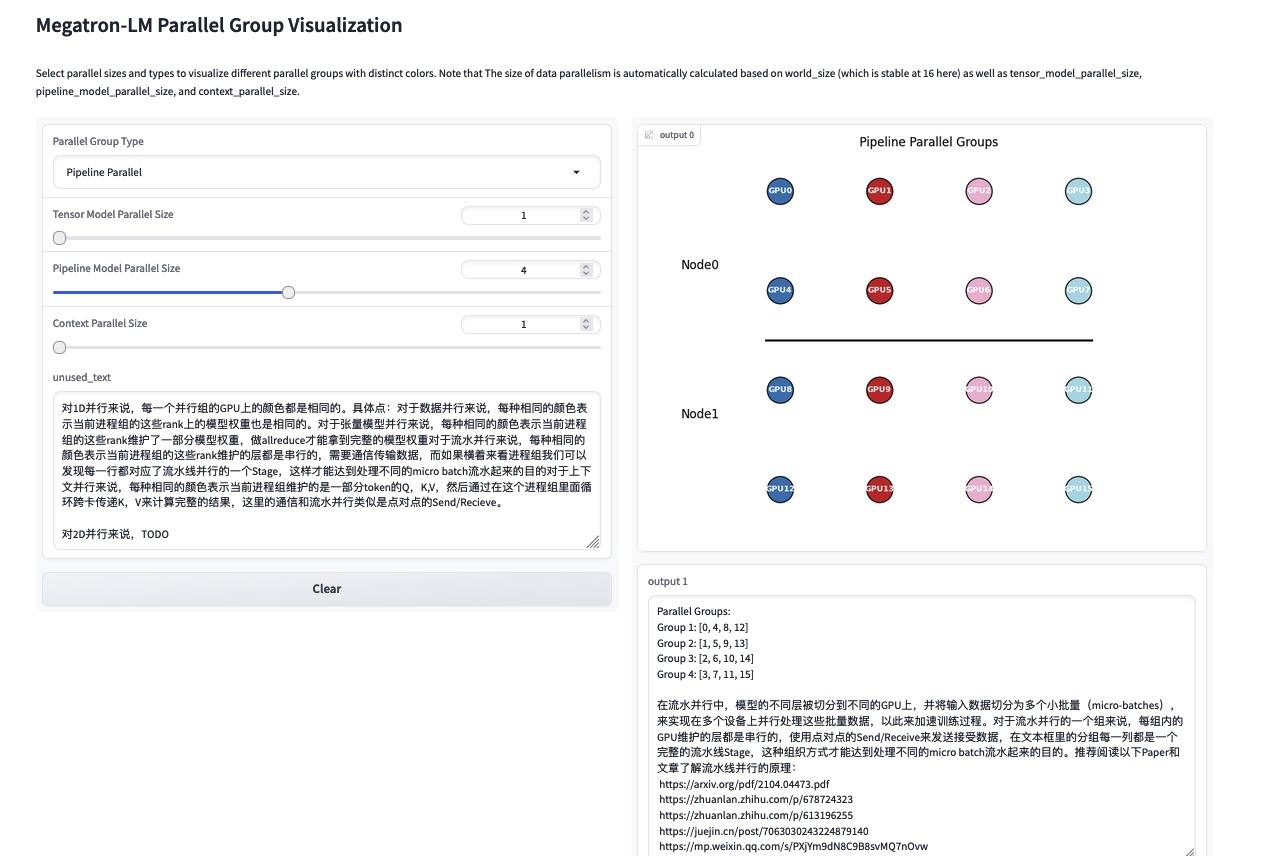 Megatron-LM Parallel Group Visualization
Select parallel sizes and types to visualize different parallel groups with distinct colors. Note that The size of data parallelism is automatically calculated based on world_size (which is stable at 16 here) as well as tensor_model_parallel_size,
pipeline_model_parallel_size, and context_parallel_size.
Parallel Group Type
Pipeline Parallel
Tensor Model Parallel Size
1
Pipeline Model Parallel Size
4
Context Parallel Size
1
unused_text
对1D并行来说，每一个并行组的GPU上的颜色都是相同的。具体点：对于数据并行来说，每种相同的颜色表
示当前进程组的这些rank上的模型权重也是相同的。对于张量模型并行来说，每种相同的颜色表示当前进程
组的这些rank维护了一部分模型权重，做allreduce才能拿到完整的模型权重对于流水并行来说，每种相同的
颜色表示当前进程组的这些rank维护的层都是串行的，需要通信传输数据，而如果横着来看进程组我们可以
发现每一行都对应了流水线并行的一个Stage，这样才能达到处理不同的micro batch流水起来的目的对于上下
文并行来说，每种相同的颜色表示当前进程组维护的是一部分token的Q，K,V，然后通过在这个进程组里面循
环跨卡传递K，V来计算完整的结果，这里的通信和流水并行类似是点对点的Send/Recieve。
对2D并行来说，TODO
Clear
output 0
Pipeline Parallel Groups
GPU0 GPU1 GPU2 GPU3
Node0
GPU4 GPU5 GPU6 GPU7
GPU8 GPU9 GPU10 GPU11
Node1
GPU12 GPU13 GPU14 GPU15
output 1
Parallel Groups:
Group 1: [0, 4, 8, 12]
Group 2: [1, 5, 9, 13]
Group 3: [2, 6, 10, 14]
Group 4: [3, 7, 11, 15]
在流水并行中，模型的不同层被切分到不同的GPU上，并将输入数据切分为多个小批量（micro-batches），
来实现在多个设备上并行处理这些批量数据，以此来加速训练过程。对于流水并行的一个组来说，每组内的
GPU维护的层都是串行的，使用点对点的Send/Receive来发送接受数据，在文本框里的分组每一列都是一个
完整的流水线Stage，这种组织方式才能达到处理不同的micro batch流水起来的目的。推荐阅读以下Paper和
文章了解流水线并行的原理：
https://arxiv.org/pdf/2104.04473.pdf
https://zhuanlan.zhihu.com/p/678724323
https://zhuanlan.zhihu.com/p/613196255
https://juejin.cn/post/7063030243224879140
https://mp.weixin.qq.com/s/PXjYm9dN8C9B8svMQ7nOvw